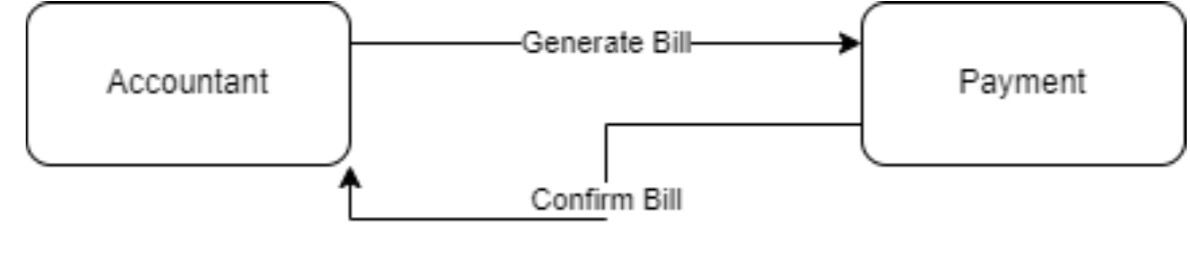 Generate Bill
Accountant
Payment
Confirm Bill